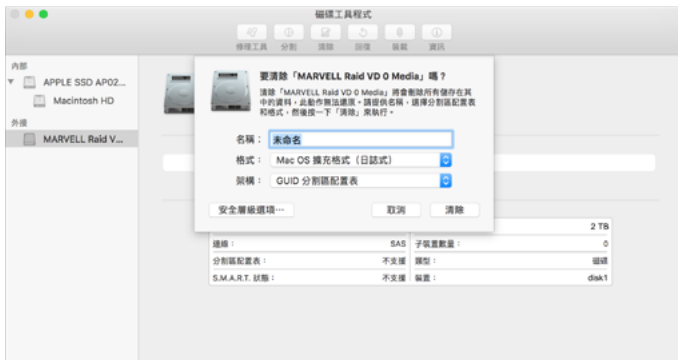 磁碟工具程式
修理工具 分割 清除 回復 裝載 資訊
內部
APPLE SSD AP02...
Macintosh HD
外接
MARVELL Raid V...
要清除「MARVELL Raid VD 0 Media」嗎？
清除「MARVELL Raid VD 0 Media」將會刪除所有儲存在其
中的資料，此動作無法還原。請提供名稱，選擇分割區配置表
和格式，然後按一下「清除」來執行。
名稱： 未命名
格式： Mac OS 擴充格式（日誌式）
架構： GUID 分割區配置表
安全層級選項⋯ 取消 清除
2 TB
連線： SAS 子裝置數量： 0
分割區配置表： 不支援 類型： 磁碟
S.M.A.R.T. 狀態： 不支援 裝置： disk1